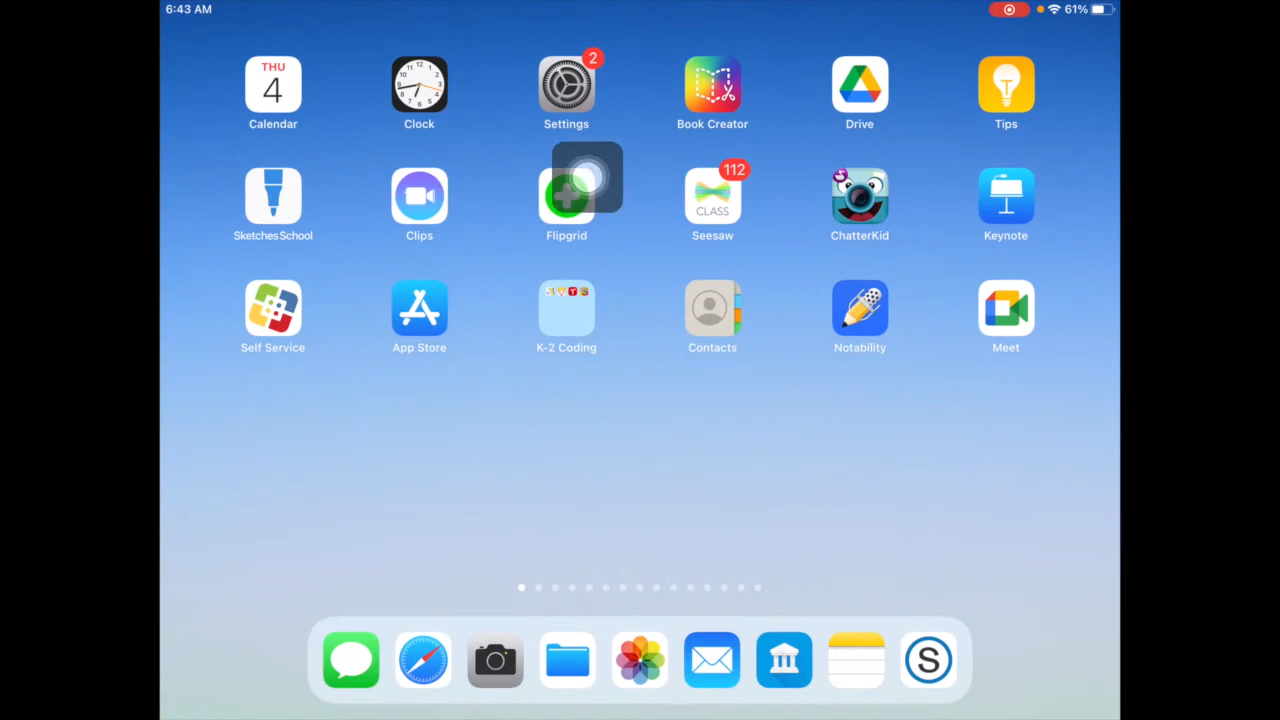 6:43 AM
61%
2
THU
4
Calendar
Clock
Settings
Book Creator
Drive
T
Tips
112
CLASS
Sketches School
Clips
Flipgrid
Seesaw
ChatterKid
Keynote
Self Service
App Store
K-2 Coding
Contacts
Notability
Meet
S